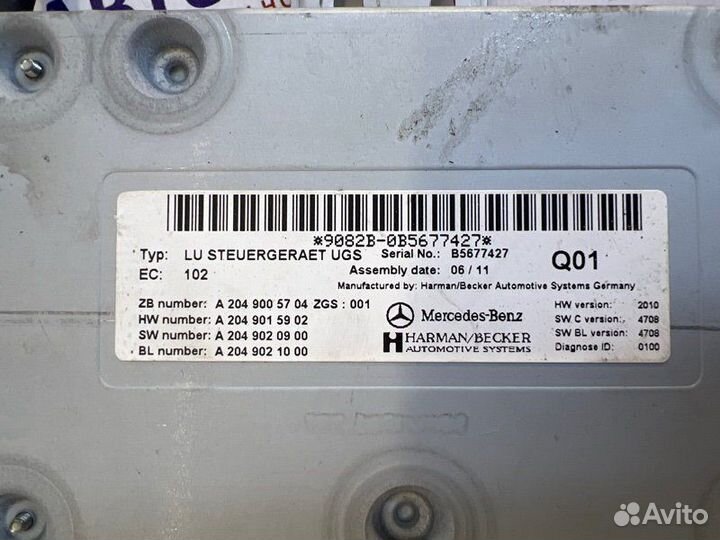 *9082B-0B5677427*
Typ: LU STEUERGERAET UGS Serial No.: B5677427 Q01
EC: 102 Assembly date: 06 / 11
Manufactured by: Harman/Becker Automotive Systems Germany
ZB number: A 204 900 57 04 ZGS : 001
HW number: A 204 901 59 02
SW number: A 204 902 09 00
BL number: A 204 902 10 00
Mercedes-Benz
HARMAN/BECKER
AUTOMOTIVE SYSTEMS
HW version: 2010
SW C version: 4708
SW BL version: 4708
Diagnose ID: 0100
Avito